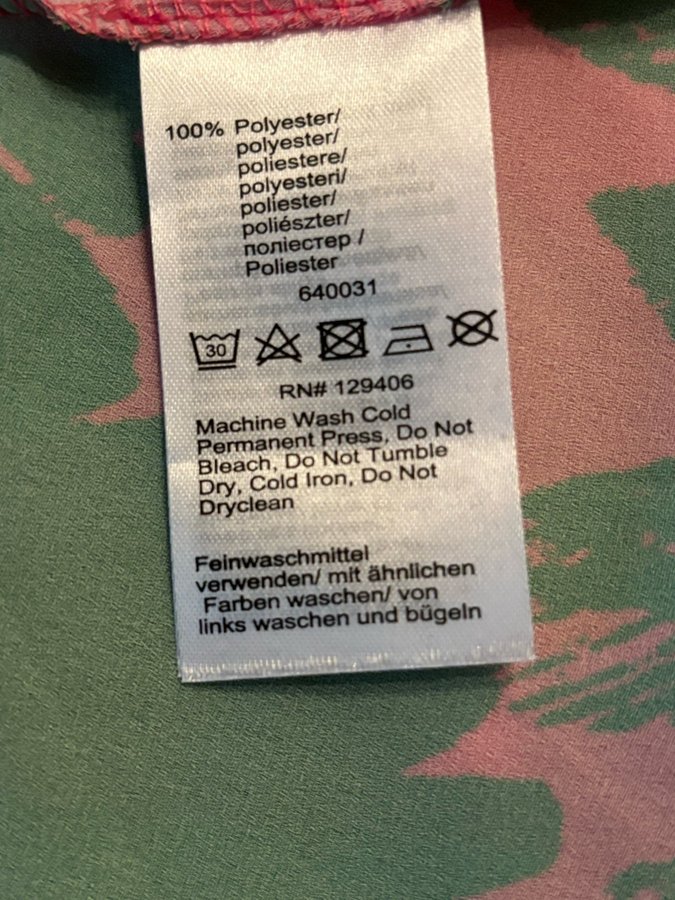 100% Polyester/
polyester/
poliestere/
polyesteri/
poliester/
poliészter/
поліестер /
Poliester
640031
30
RN# 129406
Machine Wash Cold
Permanent Press, Do Not
Bleach, Do Not Tumble
Dry, Cold Iron, Do Not
Dryclean
Feinwaschmittel
verwenden/ mit ähnlichen
Farben waschen/ von
links waschen und bügeln